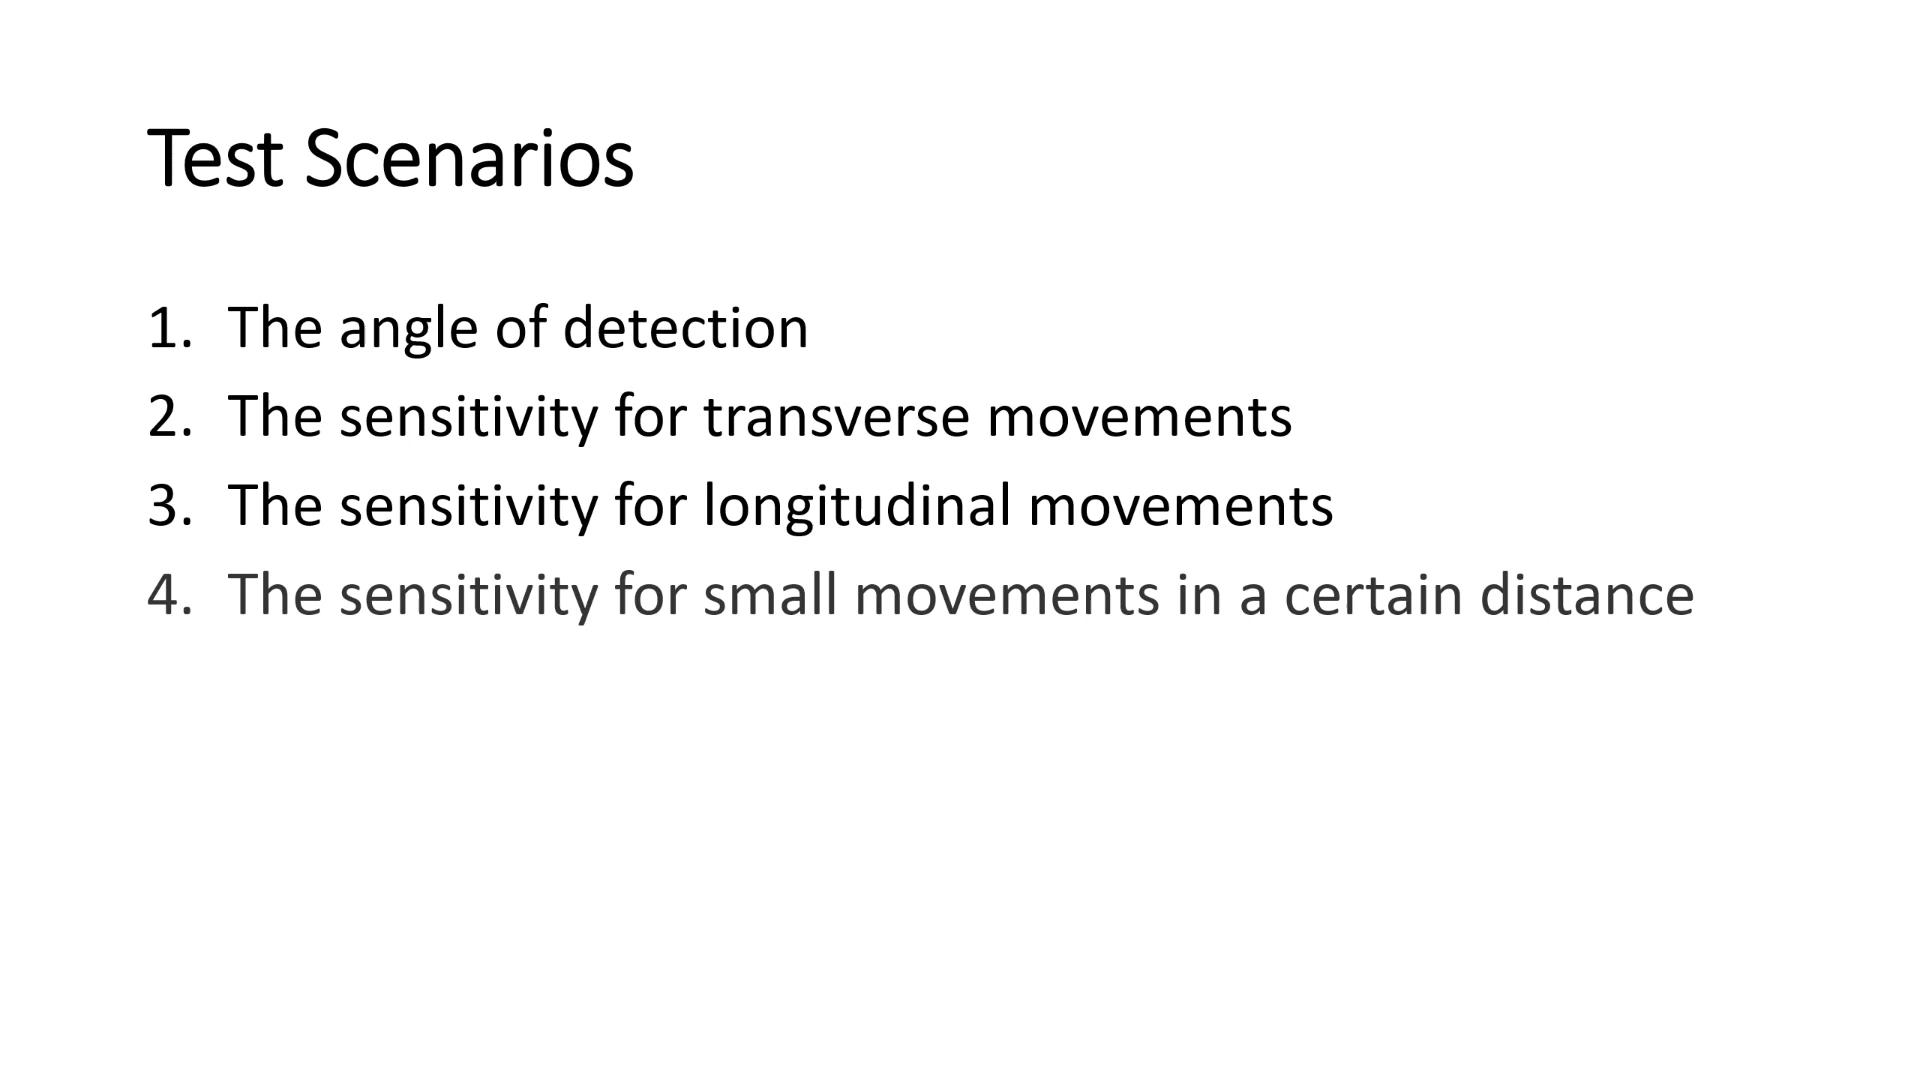 Test Scenarios
1. The angle of detection
2. The sensitivity for transverse movements
3. The sensitivity for longitudinal movements
4. The sensitivity for small movements in a certain distance